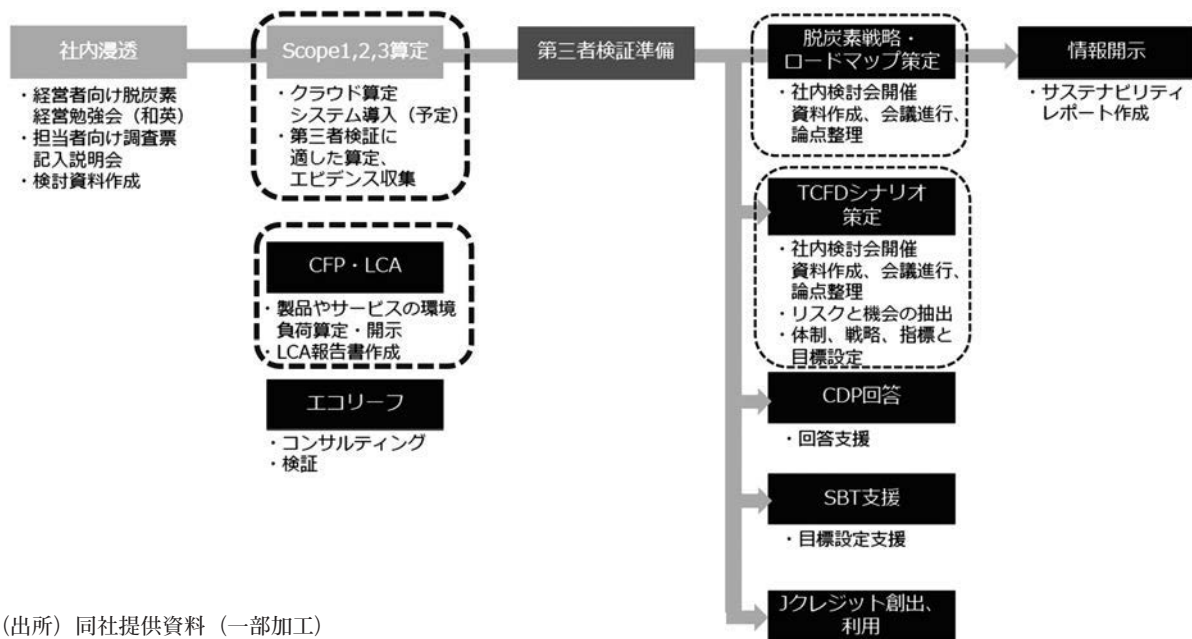 社内浸透
・経営者向け脱炭素
経営勉強会（和英）
・担当者向け調査票
記入説明会
・検討資料作成
Scope1,2,3算定
・クラウド算定
システム導入（予定）
・第三者検証に
適した算定、
エビデンス収集
CFP・LCA
・製品やサービスの環境
負荷算定・開示
・LCA報告書作成
エコリーフ
・コンサルティング
・検証
第三者検証準備
脱炭素戦略・
ロードマップ策定
・社内検討会開催
資料作成、会議進行、
論点整理
TCFDシナリオ
策定
・社内検討会開催
資料作成、会議進行、
論点整理
・リスクと機会の抽出
・体制、戦略、指標と
目標設定
CDP回答
・回答支援
SBT支援
・目標設定支援
Jクレジット創出、
利用
情報開示
・サステナビリティ
レポート作成
（出所）同社提供資料（一部加工）